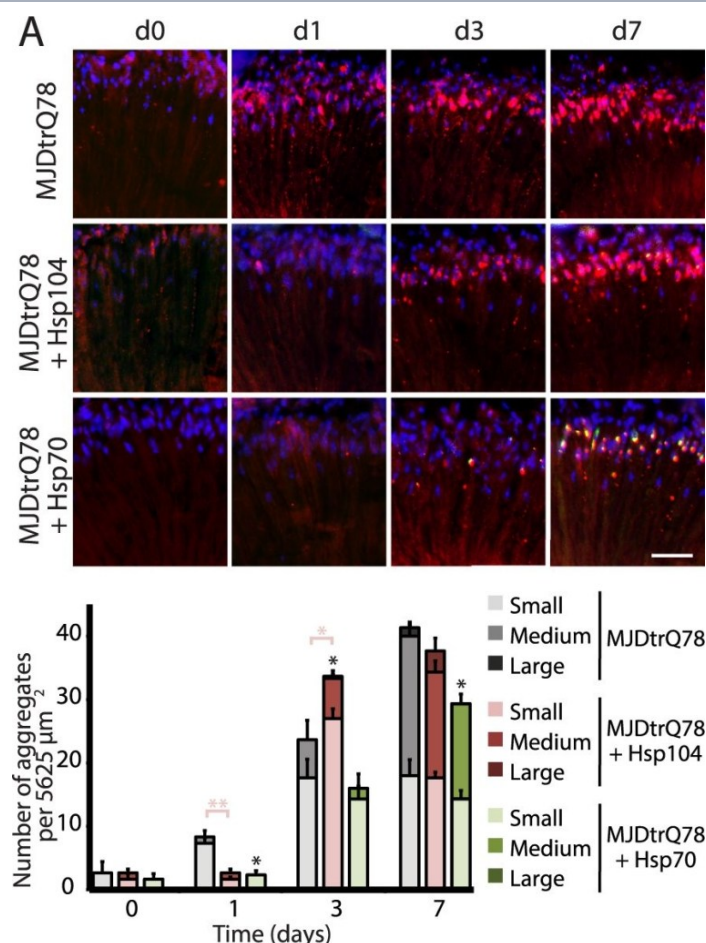 A
d0 d1 d3 d7
MJDtrQ78
MJDtrQ78
+ Hsp104
MJDtrQ78
+ Hsp70
Number of aggregates
per 5625 µm 2
40
30
20
10
0
**
*
*
*
*
0 1 3 7
Time (days)
Small
Medium
Large
MJDtrQ78
Small
Medium
Large
MJDtrQ78
+ Hsp104
Small
Medium
Large
MJDtrQ78
+ Hsp70